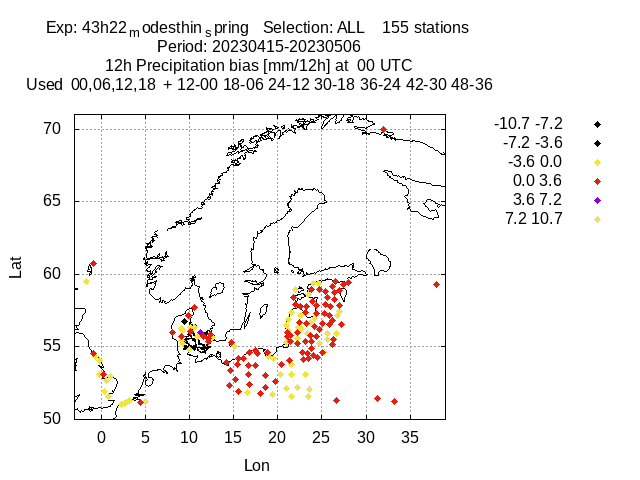 Exp: 43h22modesthinspring   Selection: ALL    155 stations
Period: 20230415-20230506
12h Precipitation bias [mm/12h] at  00 UTC
Used  00,06,12,18  + 12-00 18-06 24-12 30-18 36-24 42-30 48-36
-10.7 -7.2
-7.2 -3.6
-3.6 0.0
0.0 3.6
3.6 7.2
7.2 10.7
70
65
60
55
50
Lat
0 5 10 15 20 25 30 35
Lon